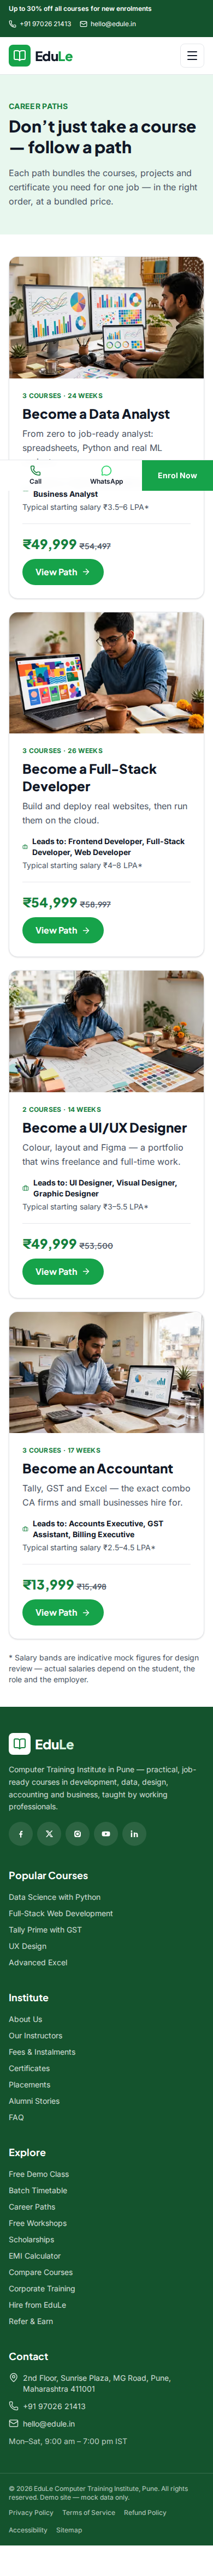 Up to 30% off all courses for new enrolments
+91 97026 21413 hello@edule.in
EduLe
CAREER PATHS
Don’t just take a course
— follow a path
Each path bundles the courses, projects and
certificate you need for one job — in the right
order, at a bundled price.
3 COURSES · 24 WEEKS
Become a Data Analyst
From zero to job-ready analyst:
spreadsheets, Python and real ML
Call
WhatsApp
Enrol Now
Business Analyst
Typical starting salary ₹3.5–6 LPA*
₹49,999 ₹54,497
View Path →
3 COURSES · 26 WEEKS
Become a Full-Stack
Developer
Build and deploy real websites, then run
them on the cloud.
Leads to: Frontend Developer, Full-Stack
Developer, Web Developer
Typical starting salary ₹4–8 LPA*
₹54,999 ₹58,997
View Path →
2 COURSES · 14 WEEKS
Become a UI/UX Designer
Colour, layout and Figma — a portfolio
that wins freelance and full-time work.
Leads to: UI Designer, Visual Designer,
Graphic Designer
Typical starting salary ₹3–5.5 LPA*
₹49,999 ₹53,500
View Path →
3 COURSES · 17 WEEKS
Become an Accountant
Tally, GST and Excel — the exact combo
CA firms and small businesses hire for.
Leads to: Accounts Executive, GST
Assistant, Billing Executive
Typical starting salary ₹2.5–4.5 LPA*
₹13,999 ₹15,498
View Path →
* Salary bands are indicative mock figures for design
review — actual salaries depend on the student, the
role and the employer.
EduLe
Computer Training Institute in Pune — practical, job-
ready courses in development, data, design,
accounting and business, taught by working
professionals.
Popular Courses
Data Science with Python
Full-Stack Web Development
Tally Prime with GST
UX Design
Advanced Excel
Institute
About Us
Our Instructors
Fees & Instalments
Certificates
Placements
Alumni Stories
FAQ
Explore
Free Demo Class
Batch Timetable
Career Paths
Free Workshops
Scholarships
EMI Calculator
Compare Courses
Corporate Training
Hire from EduLe
Refer & Earn
Contact
2nd Floor, Sunrise Plaza, MG Road, Pune,
Maharashtra 411001
+91 97026 21413
hello@edule.in
Mon–Sat, 9:00 am – 7:00 pm IST
© 2026 EduLe Computer Training Institute, Pune. All rights
reserved. Demo site — mock data only.
Privacy Policy Terms of Service Refund Policy
Accessibility Sitemap